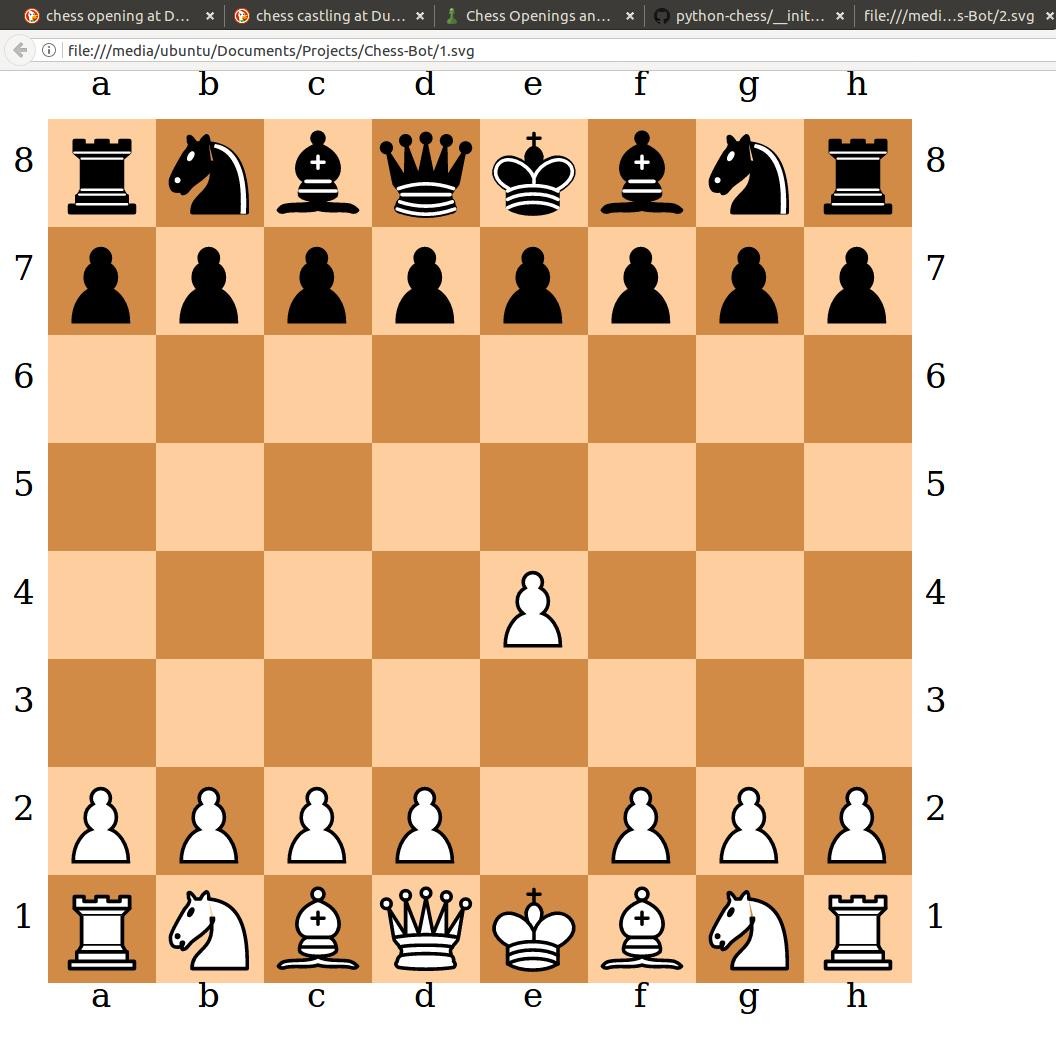 chess opening at D... × chess castling at Du... × Chess Openings an... × python-chess/__init... × file:///medi...s-Bot/2.svg ×
file:///media/ubuntu/Documents/Projects/Chess-Bot/1.svg
a b c d e f g h
8 8
7 7
6 6
5 5
4 4
3 3
2 2
1 1
a b c d e f g h